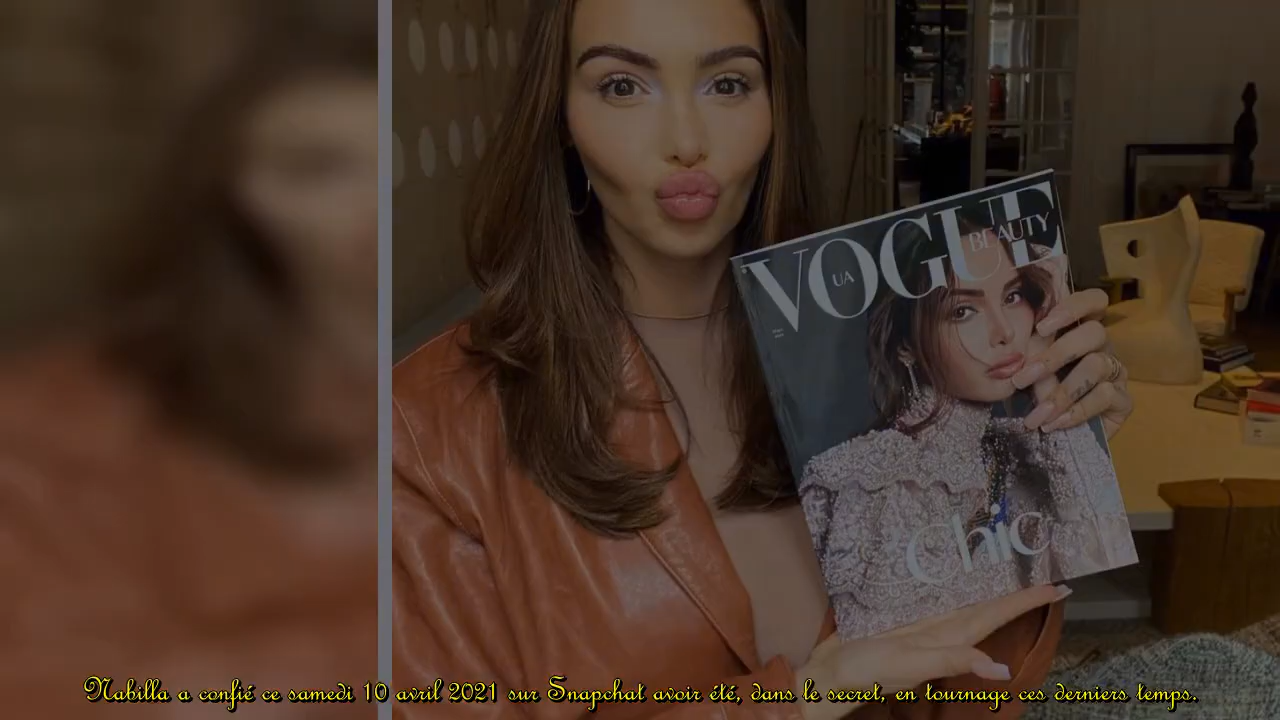 VOGUE
UA
BEAUTY
Chic
Nabilla a confié ce samedi 10 avril 2021 sur Snapchat avoir été, dans le secret, en tournage ces derniers temps.